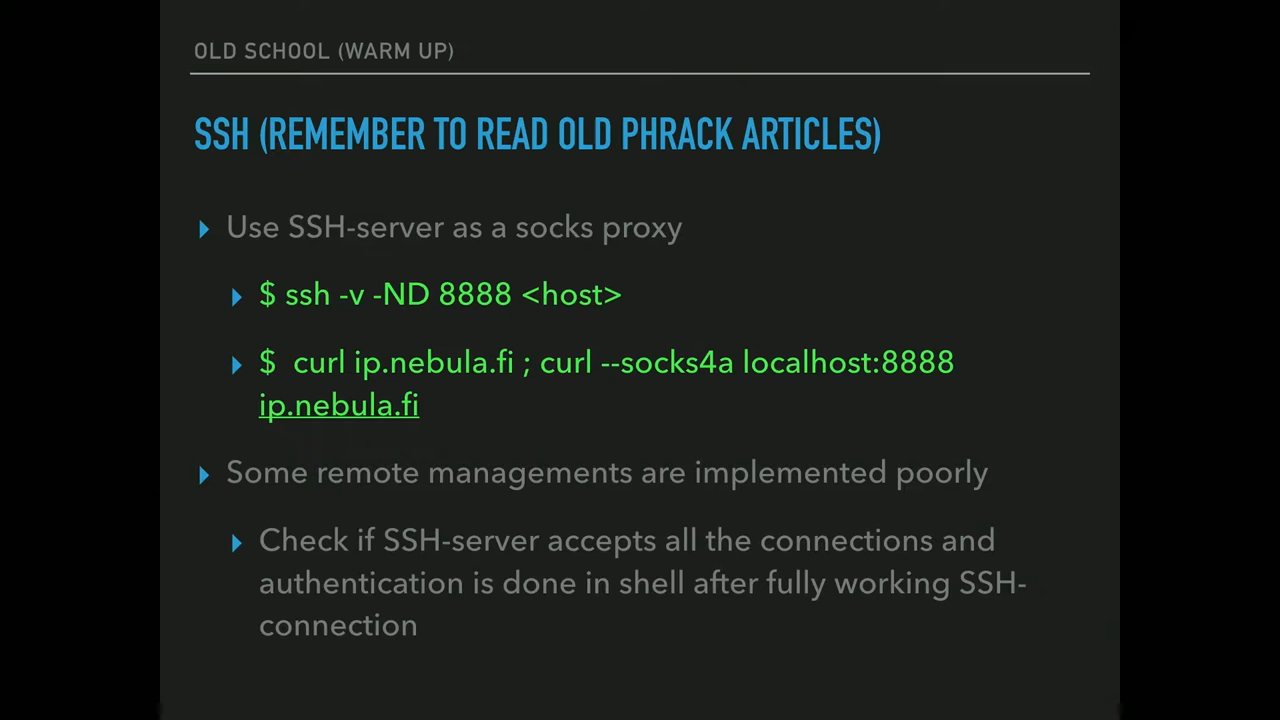 OLD SCHOOL (WARM UP)
SSH (REMEMBER TO READ OLD PHRACK ARTICLES)
Use SSH-server as a socks proxy
$ ssh -v -ND 8888 <host>
$  curl ip.nebula.fi ; curl --socks4a localhost:8888
ip.nebula.fi
Some remote managements are implemented poorly
Check if SSH-server accepts all the connections and
authentication is done in shell after fully working SSH-
connection